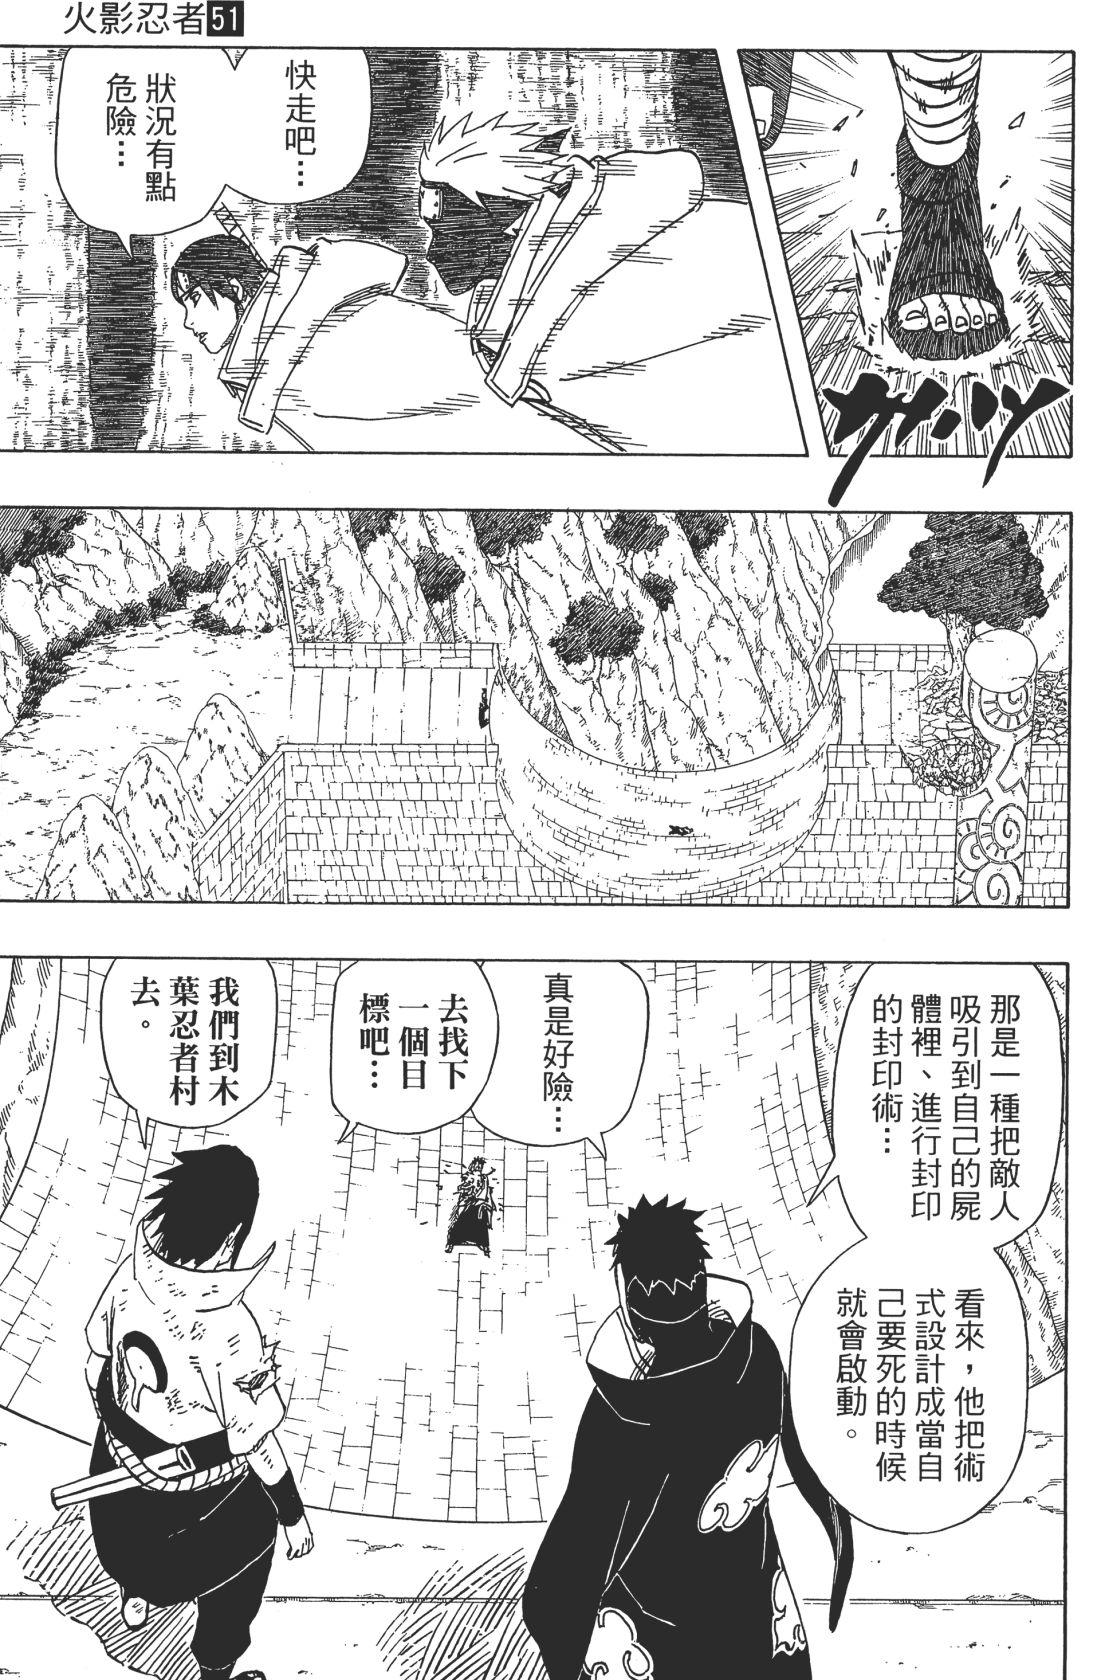 火影忍者51
ザッ
快走吧…
狀況有點
危險…
那是一種把敵人
吸引到自己的屍
體裡、進行封印
的封印術…
看來，他把術
式設計成當自
己要死的時候
就會啟動。
真是好險…
去找下
一個目
標吧…
我們到木
葉忍者村
去。